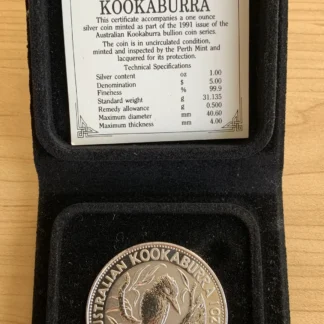 KOOKABURRA
This certificate accompanies a one ounce
silver coin minted as part of the 1991 issue of the
Australian Kookaburra bullion coin series.
The coin is in uncirculated condition,
minted and inspected by the Perth Mint and
lacquered for its protection.
Technical Specifications
Silver content oz 1.00
Denomination $ 5.00
Fineness % 99.9
Standard weight g 31.135
Remedy allowance g 0.500
Maximum diameter mm 40.60
Maximum thickness mm 4.00
AUSTRALIAN KOOKABURRA 1 OZ